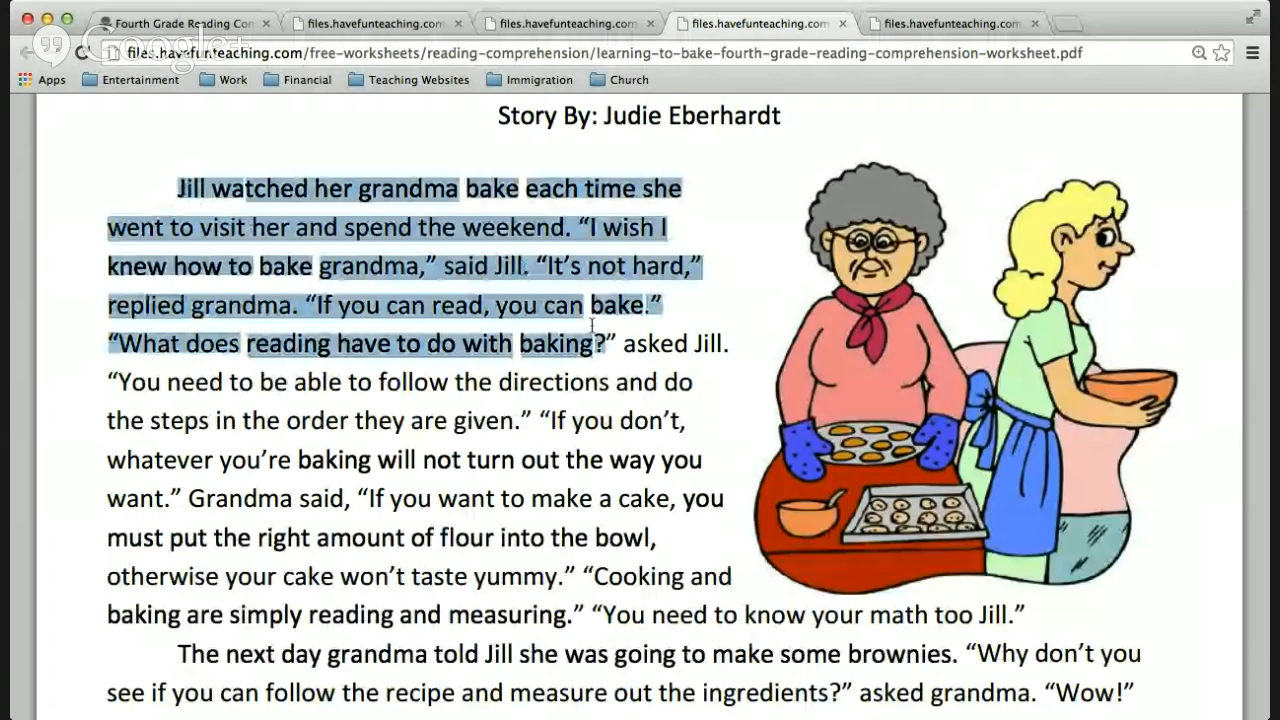 Fourth Grade Reading Con
files.havefunteaching.com
files.havefunteaching.com
files.havefunteaching.com
files.havefunteaching.com
Google+
files.havefunteaching.com/free-worksheets/reading-comprehension/learning-to-bake-fourth-grade-reading-comprehension-worksheet.pdf
Apps Entertainment Work Financial Teaching Websites Immigration Church
Story By: Judie Eberhardt
Jill watched her grandma bake each time she
went to visit her and spend the weekend. “I wish I
knew how to bake grandma,” said Jill. “It’s not hard,”
replied grandma. “If you can read, you can bake.”
“What does reading have to do with baking?” asked Jill.
“You need to be able to follow the directions and do
the steps in the order they are given.” “If you don’t,
whatever you’re baking will not turn out the way you
want.” Grandma said, “If you want to make a cake, you
must put the right amount of flour into the bowl,
otherwise your cake won’t taste yummy.” “Cooking and
baking are simply reading and measuring.” “You need to know your math too Jill.”
The next day grandma told Jill she was going to make some brownies. “Why don’t you
see if you can follow the recipe and measure out the ingredients?” asked grandma. “Wow!”